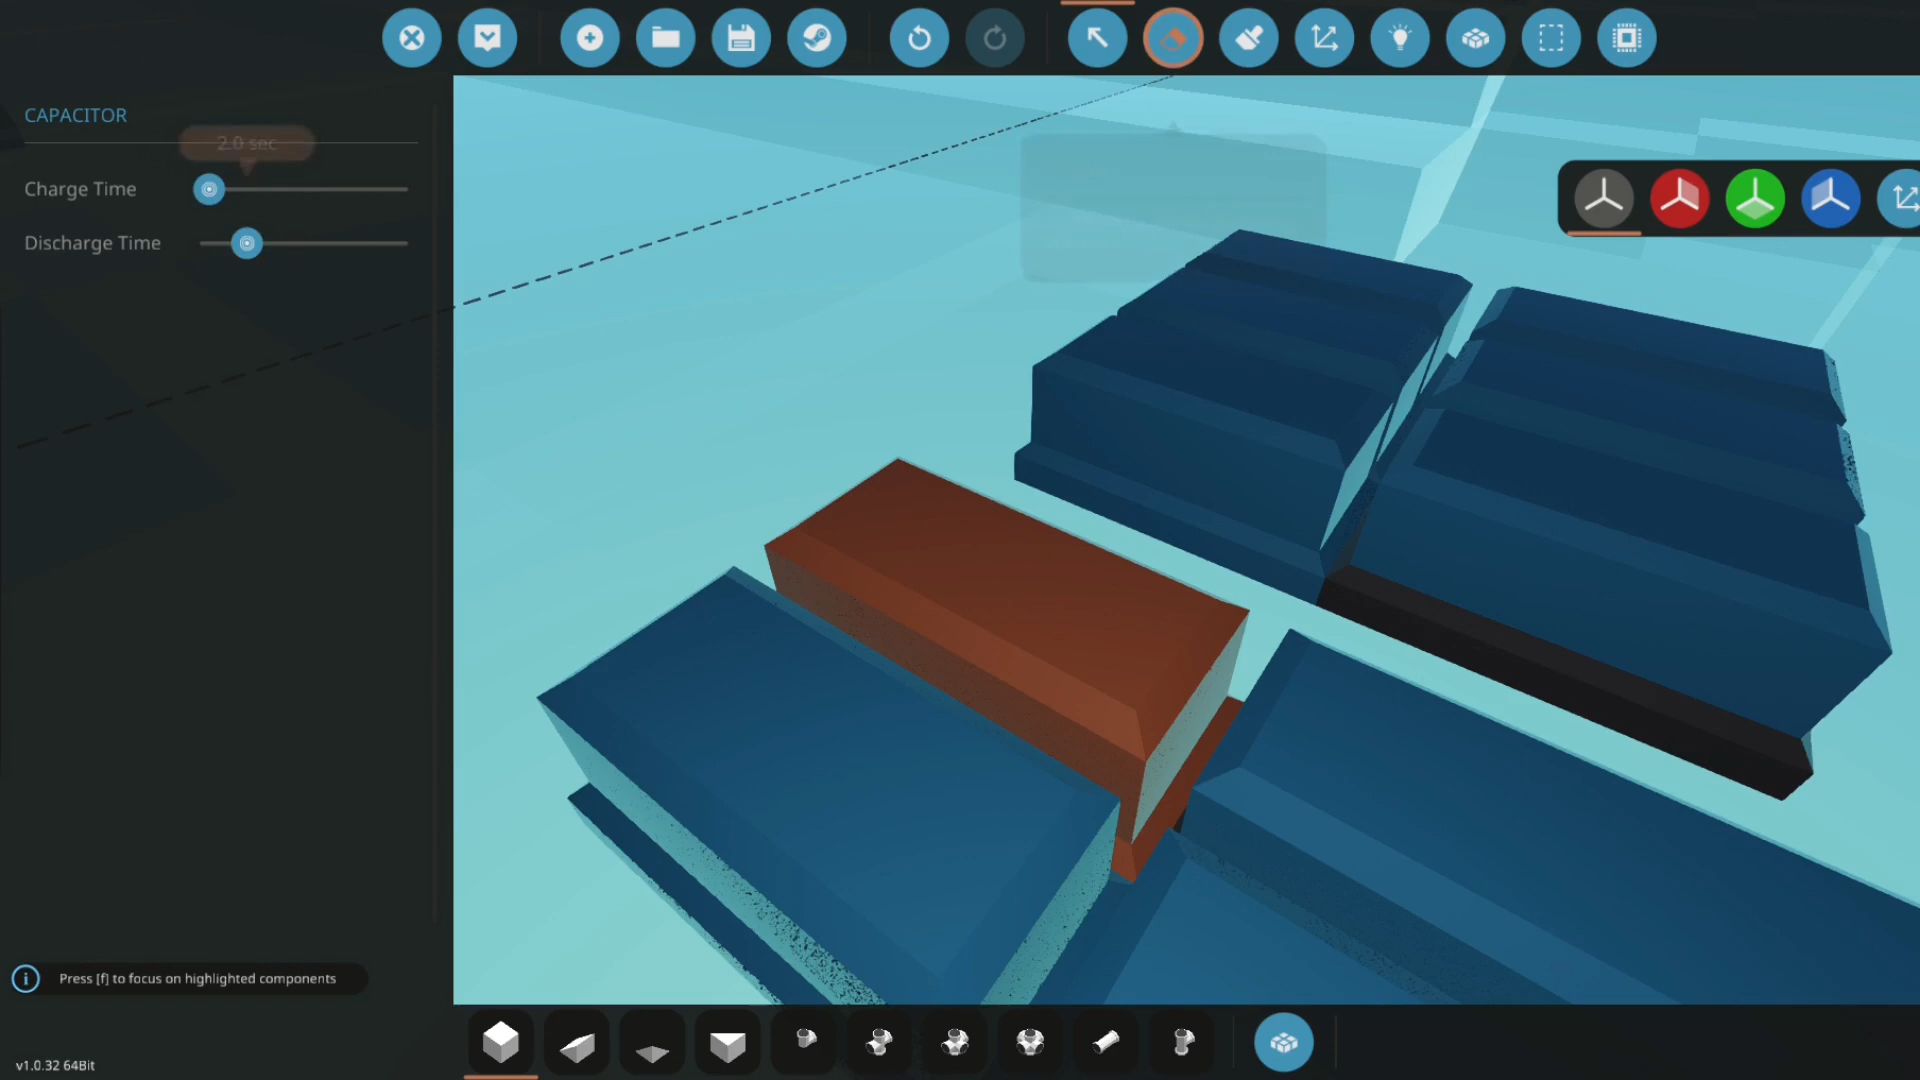 CAPACITOR
2.0 sec
Charge Time
Discharge Time
Press [f] to focus on highlighted components
v1.0.32 64Bit